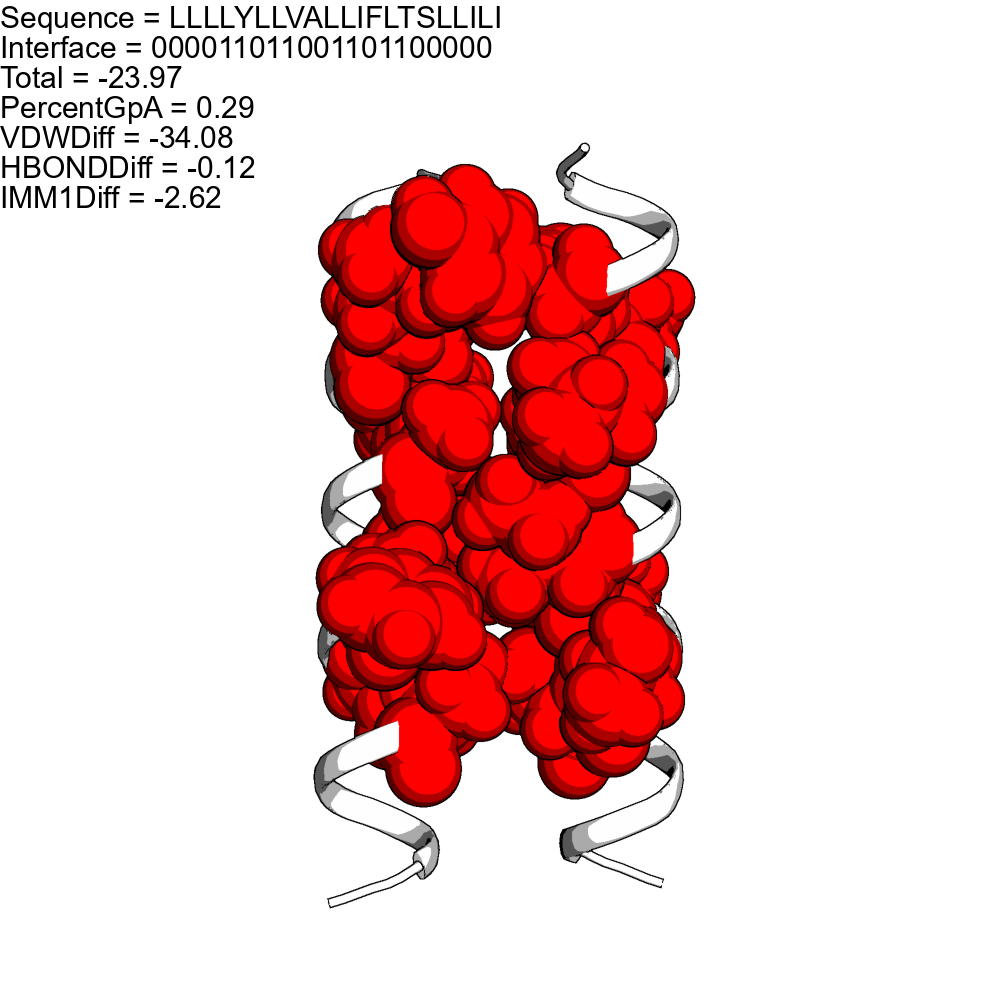 Sequence = LLLLYLLVALLIFLTSLLILI
Interface = 000011011001101100000
Total = -23.97
PercentGpA = 0.29
VDWDiff = -34.08
HBONDDiff = -0.12
IMM1Diff = -2.62